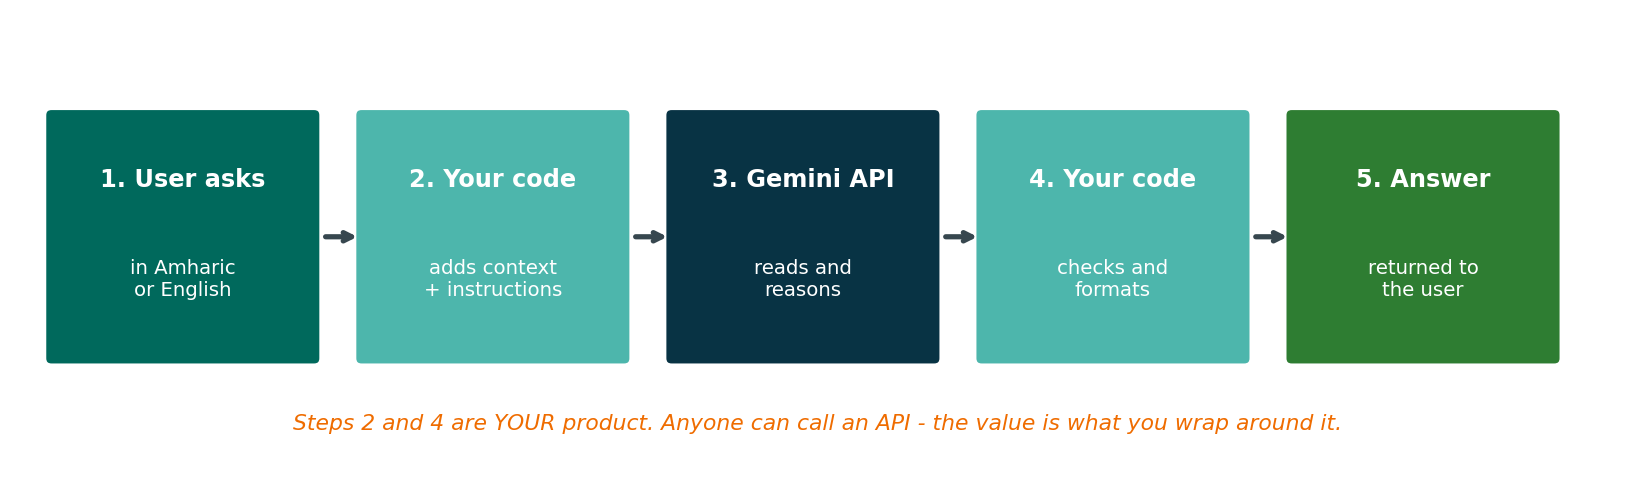 1. User asks
in Amharic
or English
2. Your code
adds context
+ instructions
3. Gemini API
reads and
reasons
4. Your code
checks and
formats
5. Answer
returned to
the user
Steps 2 and 4 are YOUR product. Anyone can call an API - the value is what you wrap around it.